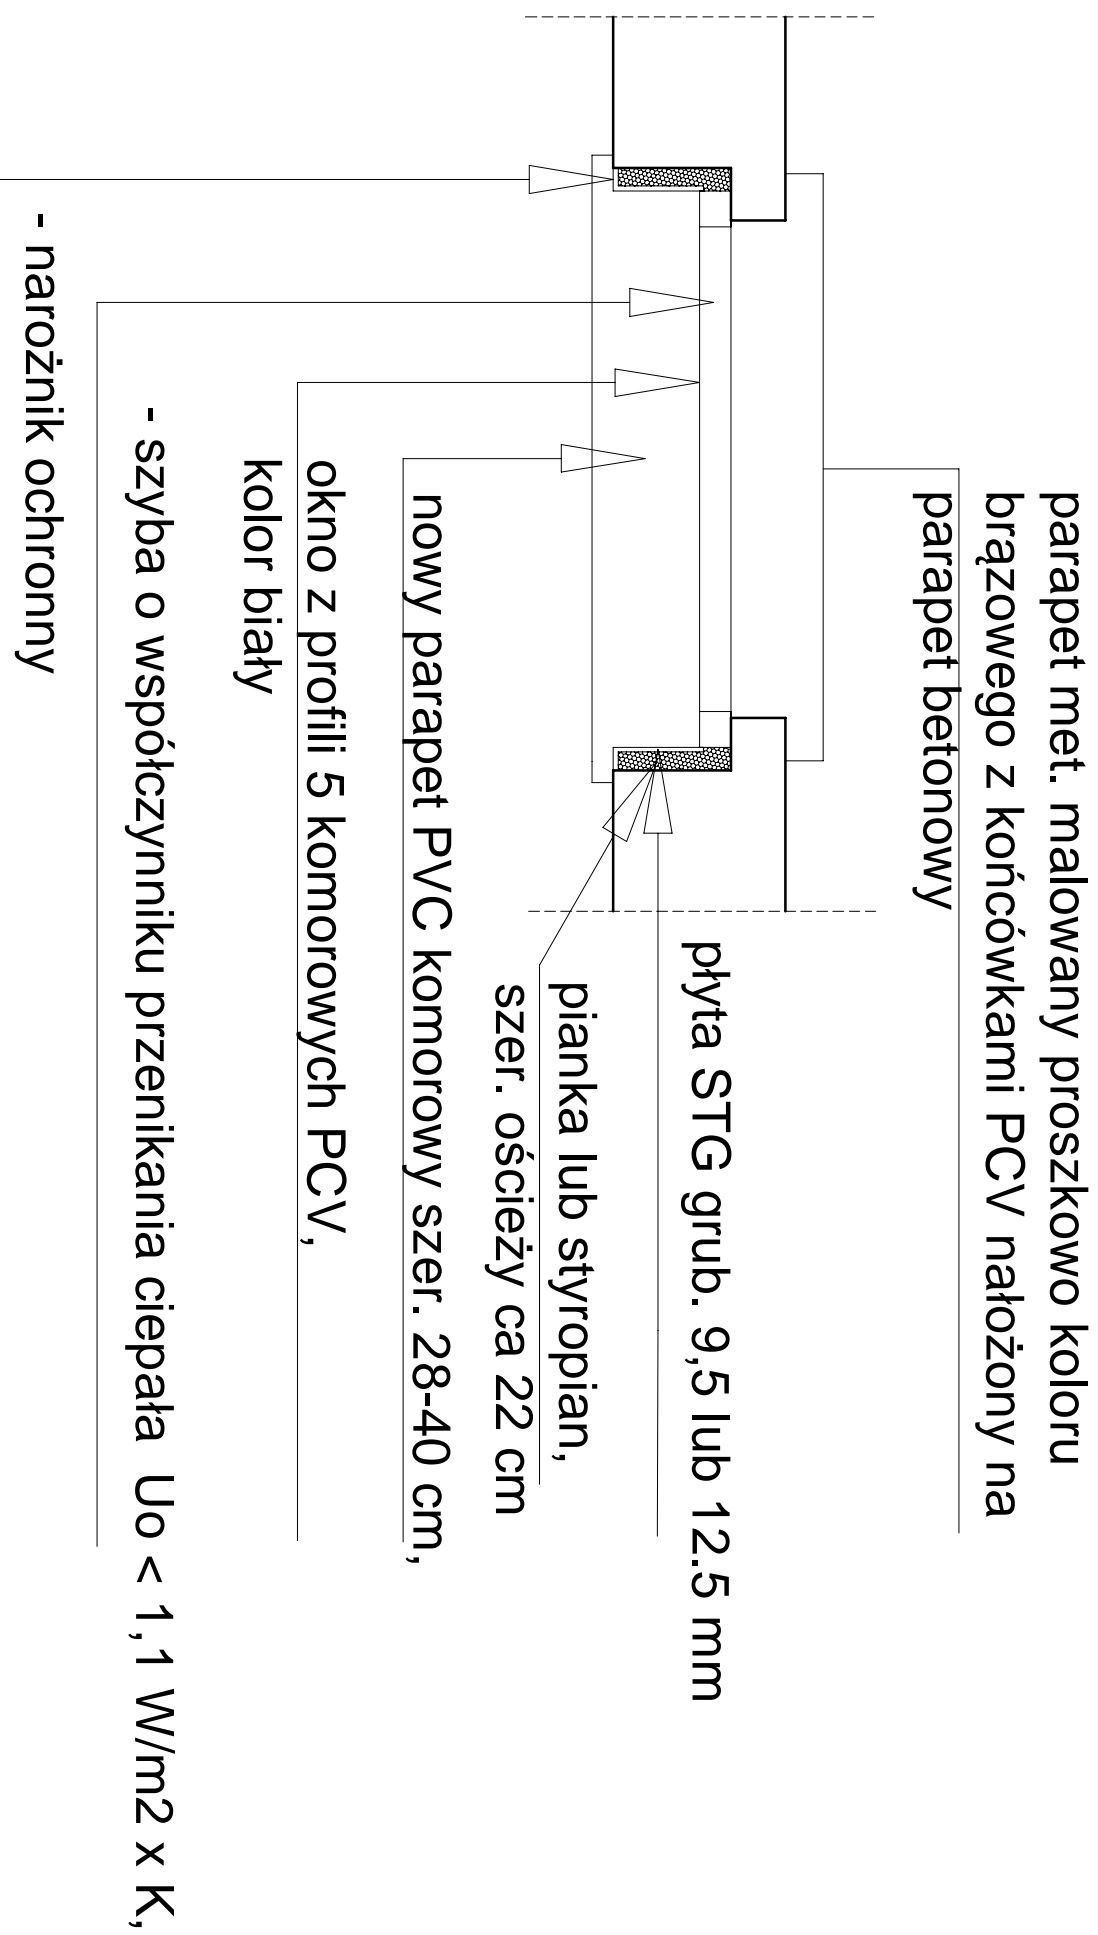 parapet met. malowany proszkowo koloru
brązowego z końcówkami PCV nałożony na
parapet betonowy
płyta STG grub. 9,5 lub 12.5 mm
pianka lub styropian,
szer. ościeży ca 22 cm
nowy parapet PVC komorowy szer. 28-40 cm,
okno z profili 5 komorowych PCV,
kolor biały
- szyba o współczynniku przenikania ciepała Uo < 1,1 W/m2 x K,
- narożnik ochronny